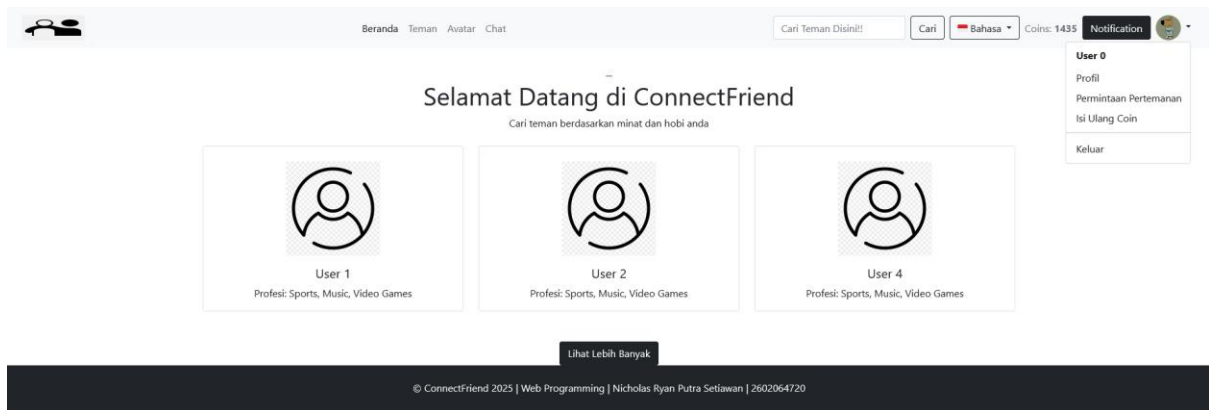 Beranda Teman Avatar Chat Cari Teman Disini!! Cari Bahasa Coins: 1435 Notification
User 0
Profil
Permintaan Pertemanan
Isi Ulang Coin
Keluar
Selamat Datang di ConnectFriend
Cari teman berdasarkan minat dan hobi anda
User 1
Profesi: Sports, Music, Video Games
User 2
Profesi: Sports, Music, Video Games
User 4
Profesi: Sports, Music, Video Games
Lihat Lebih Banyak
© ConnectFriend 2025 | Web Programming | Nicholas Ryan Putra Setiawan | 2602064720